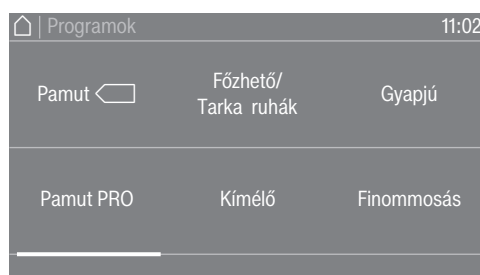 Programok 11:02
Pamut
Főzhető/
Tarka ruhák
Gyapjú
Pamut PRO
Kímélő
Finommosás